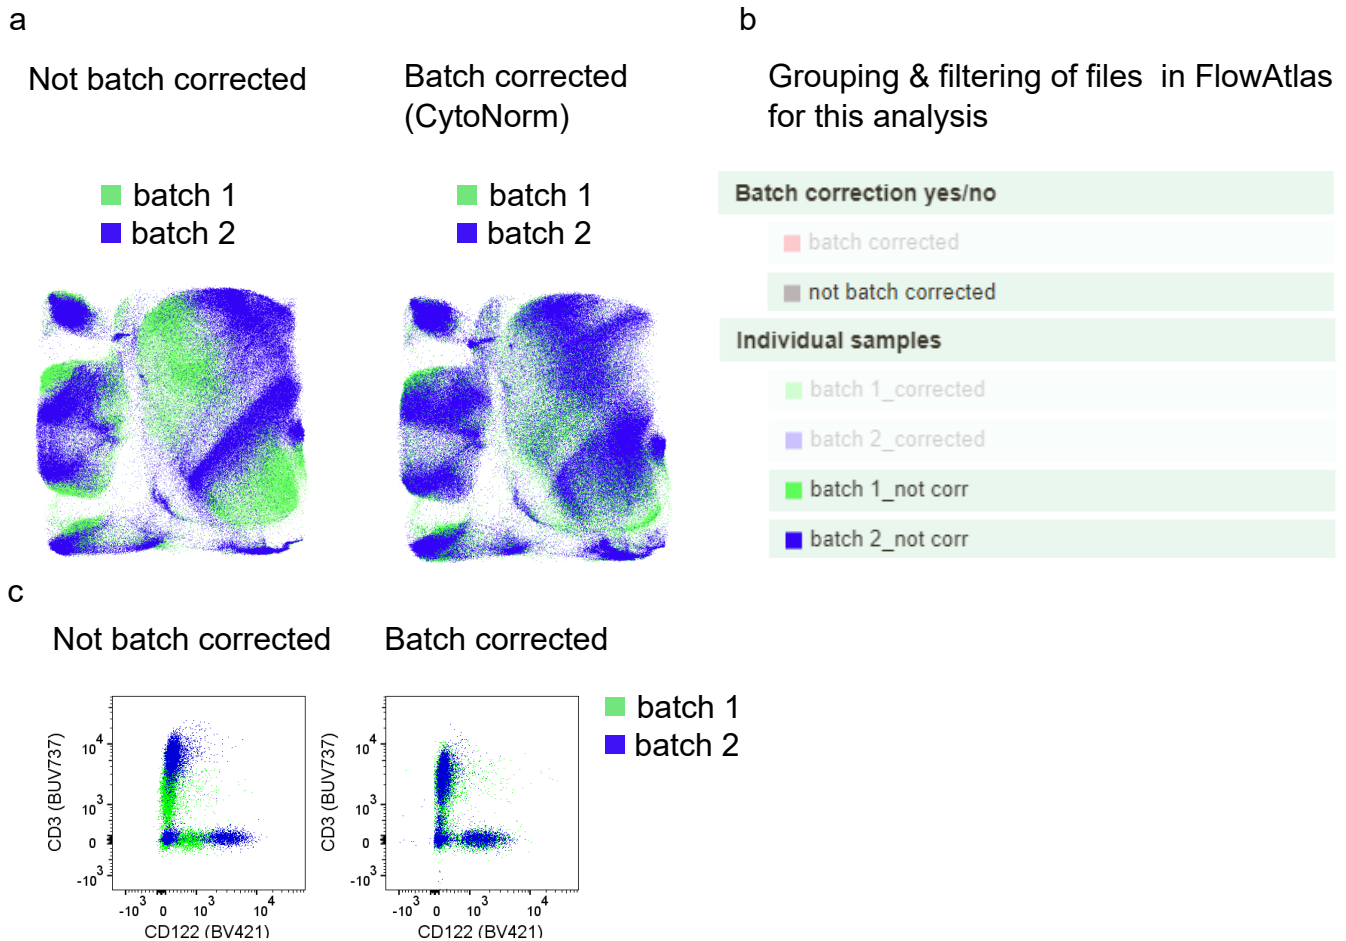 a
Not batch corrected
batch 1
batch 2
Batch corrected
(CytoNorm)
batch 1
batch 2
b
Grouping & filtering of files in FlowAtlas
for this analysis
Batch correction yes/no
batch corrected
not batch corrected
Individual samples
batch 1_corrected
batch 2_corrected
batch 1_not corr
batch 2_not corr
c
Not batch corrected
CD3 (BUV737)
10^4
10^3
0
-10^3
-10^3 0 10^3 10^4
CD122 (BV421)
Batch corrected
CD3 (BUV737)
10^4
10^3
0
-10^3
-10^3 0 10^3 10^4
CD122 (BV421)
batch 1
batch 2